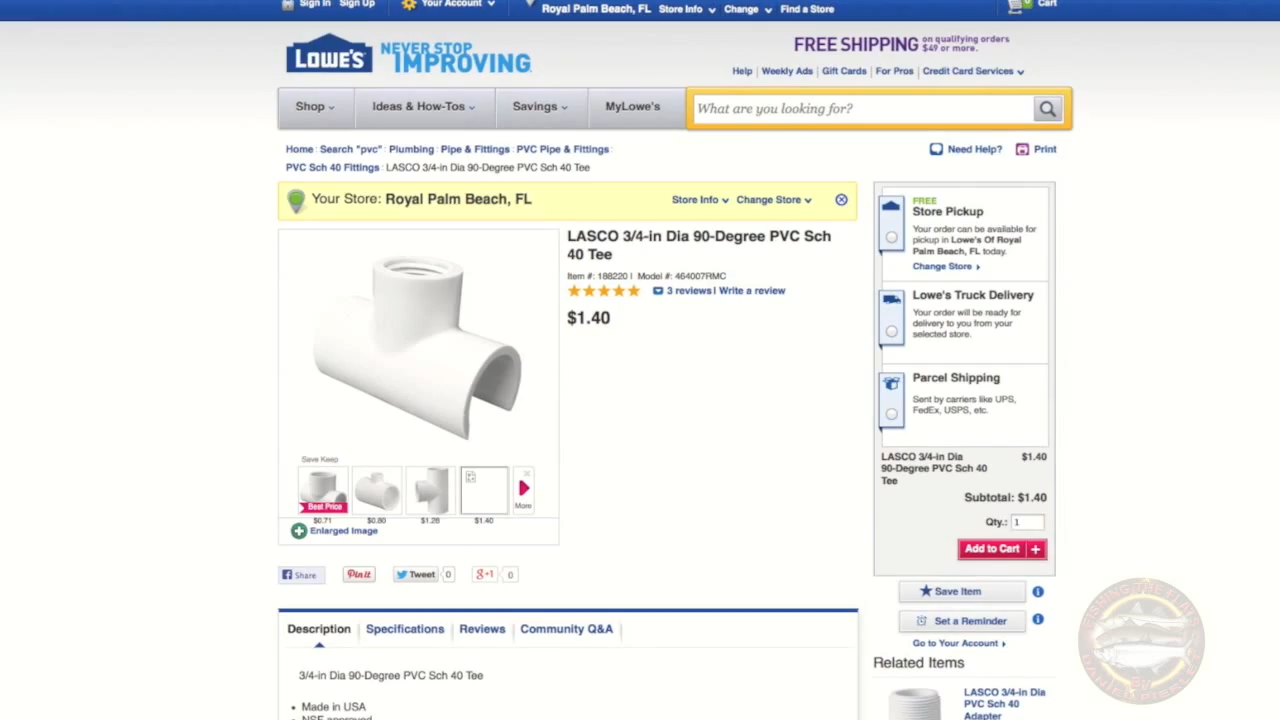 Sign In Sign Up Your Account Royal Palm Beach, FL Store Info Change Find a Store Cart
LOWE'S NEVER STOP IMPROVING
FREE SHIPPING on qualifying orders $49 or more.
Help Weekly Ads Gift Cards For Pros Credit Card Services
Shop Ideas & How-Tos Savings MyLowe's What are you looking for?
Home Search "pvc" Plumbing Pipe & Fittings PVC Pipe & Fittings
PVC Sch 40 Fittings LASCO 3/4-in Dia 90-Degree PVC Sch 40 Tee
Need Help? Print
Your Store: Royal Palm Beach, FL Store Info Change Store
LASCO 3/4-in Dia 90-Degree PVC Sch
40 Tee
Item #: 188220 | Model #: 464007RMC
3 reviews | Write a review
$1.40
Save Keep
Best Price
$0.71 $0.80 $1.28 $1.40
More
Enlarged Image
Share Pin it Tweet 0 g+1 0
Description Specifications Reviews Community Q&A
3/4-in Dia 90-Degree PVC Sch 40 Tee
Made in USA
NSF approved
FREE
Store Pickup
Your order can be available for
pickup in Lowe's Of Royal
Palm Beach, FL today.
Change Store
Lowe's Truck Delivery
Your order will be ready for
delivery to you from your
selected store.
Parcel Shipping
Sent by carriers like UPS,
FedEx, USPS, etc.
LASCO 3/4-in Dia $1.40
90-Degree PVC Sch 40
Tee
Subtotal: $1.40
Qty.: 1
Add to Cart +
Save Item
Set a Reminder
Go to Your Account
Related Items
LASCO 3/4-in Dia
PVC Sch 40
Adapter
FISHING THE FLATS
By